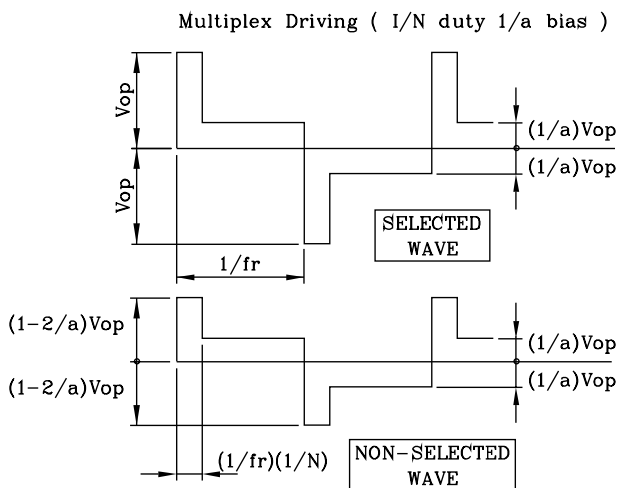 Multiplex Driving ( I/N duty 1/a bias )
Vop
Vop
(1/a)Vop
(1/a)Vop
SELECTED
WAVE
1/fr
(1-2/a)Vop
(1-2/a)Vop
(1/a)Vop
(1/a)Vop
(1/fr)(1/N)
NON-SELECTED
WAVE